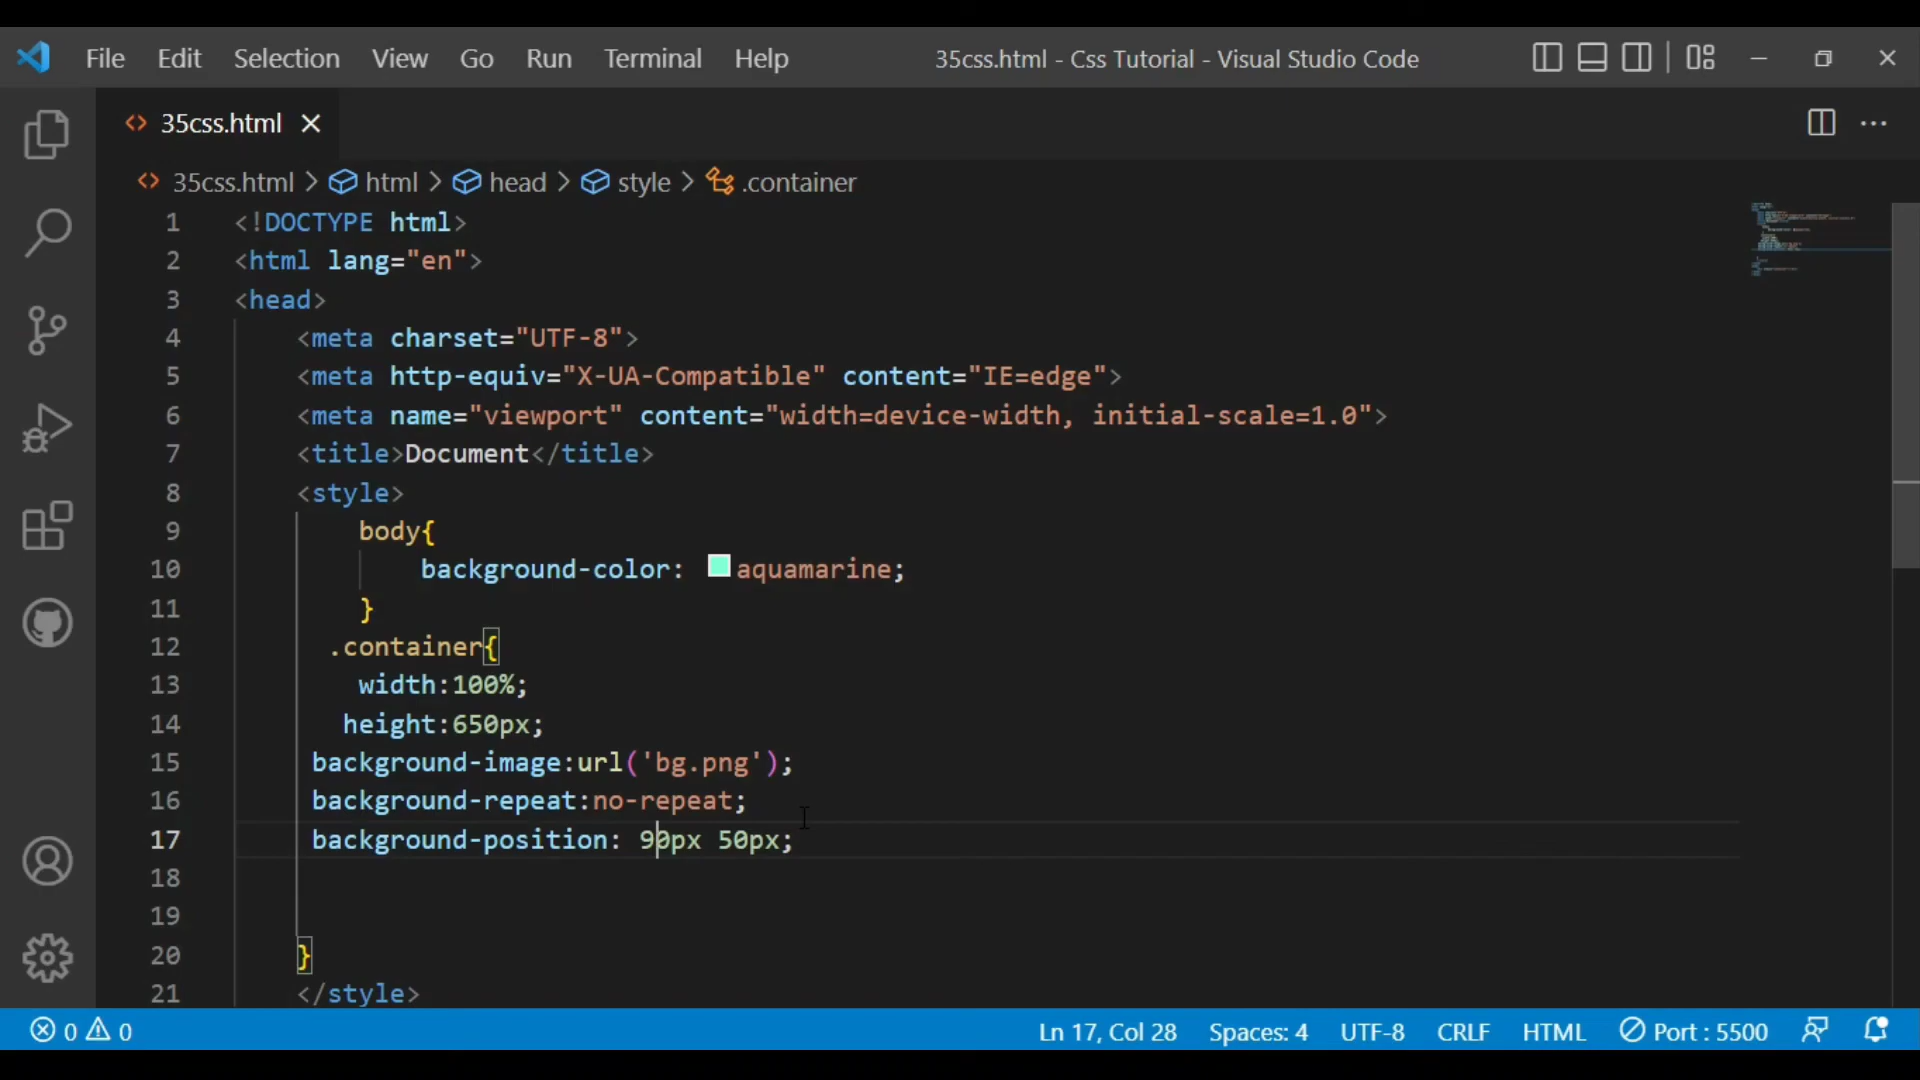 File Edit Selection View Go Run Terminal Help 35css.html - Css Tutorial - Visual Studio Code
35css.html
35css.html > html > head > style > .container
1 <!DOCTYPE html>
2 <html lang="en">
3 <head>
4 <meta charset="UTF-8">
5 <meta http-equiv="X-UA-Compatible" content="IE=edge">
6 <meta name="viewport" content="width=device-width, initial-scale=1.0">
7 <title>Document</title>
8 <style>
9 body{
10 background-color: aquamarine;
11 }
12 .container{
13 width:100%;
14 height:650px;
15 background-image:url('bg.png');
16 background-repeat:no-repeat;
17 background-position: 90px 50px;
18
19
20 }
21 </style>
0 0 Ln 17, Col 28 Spaces: 4 UTF-8 CRLF HTML Port : 5500